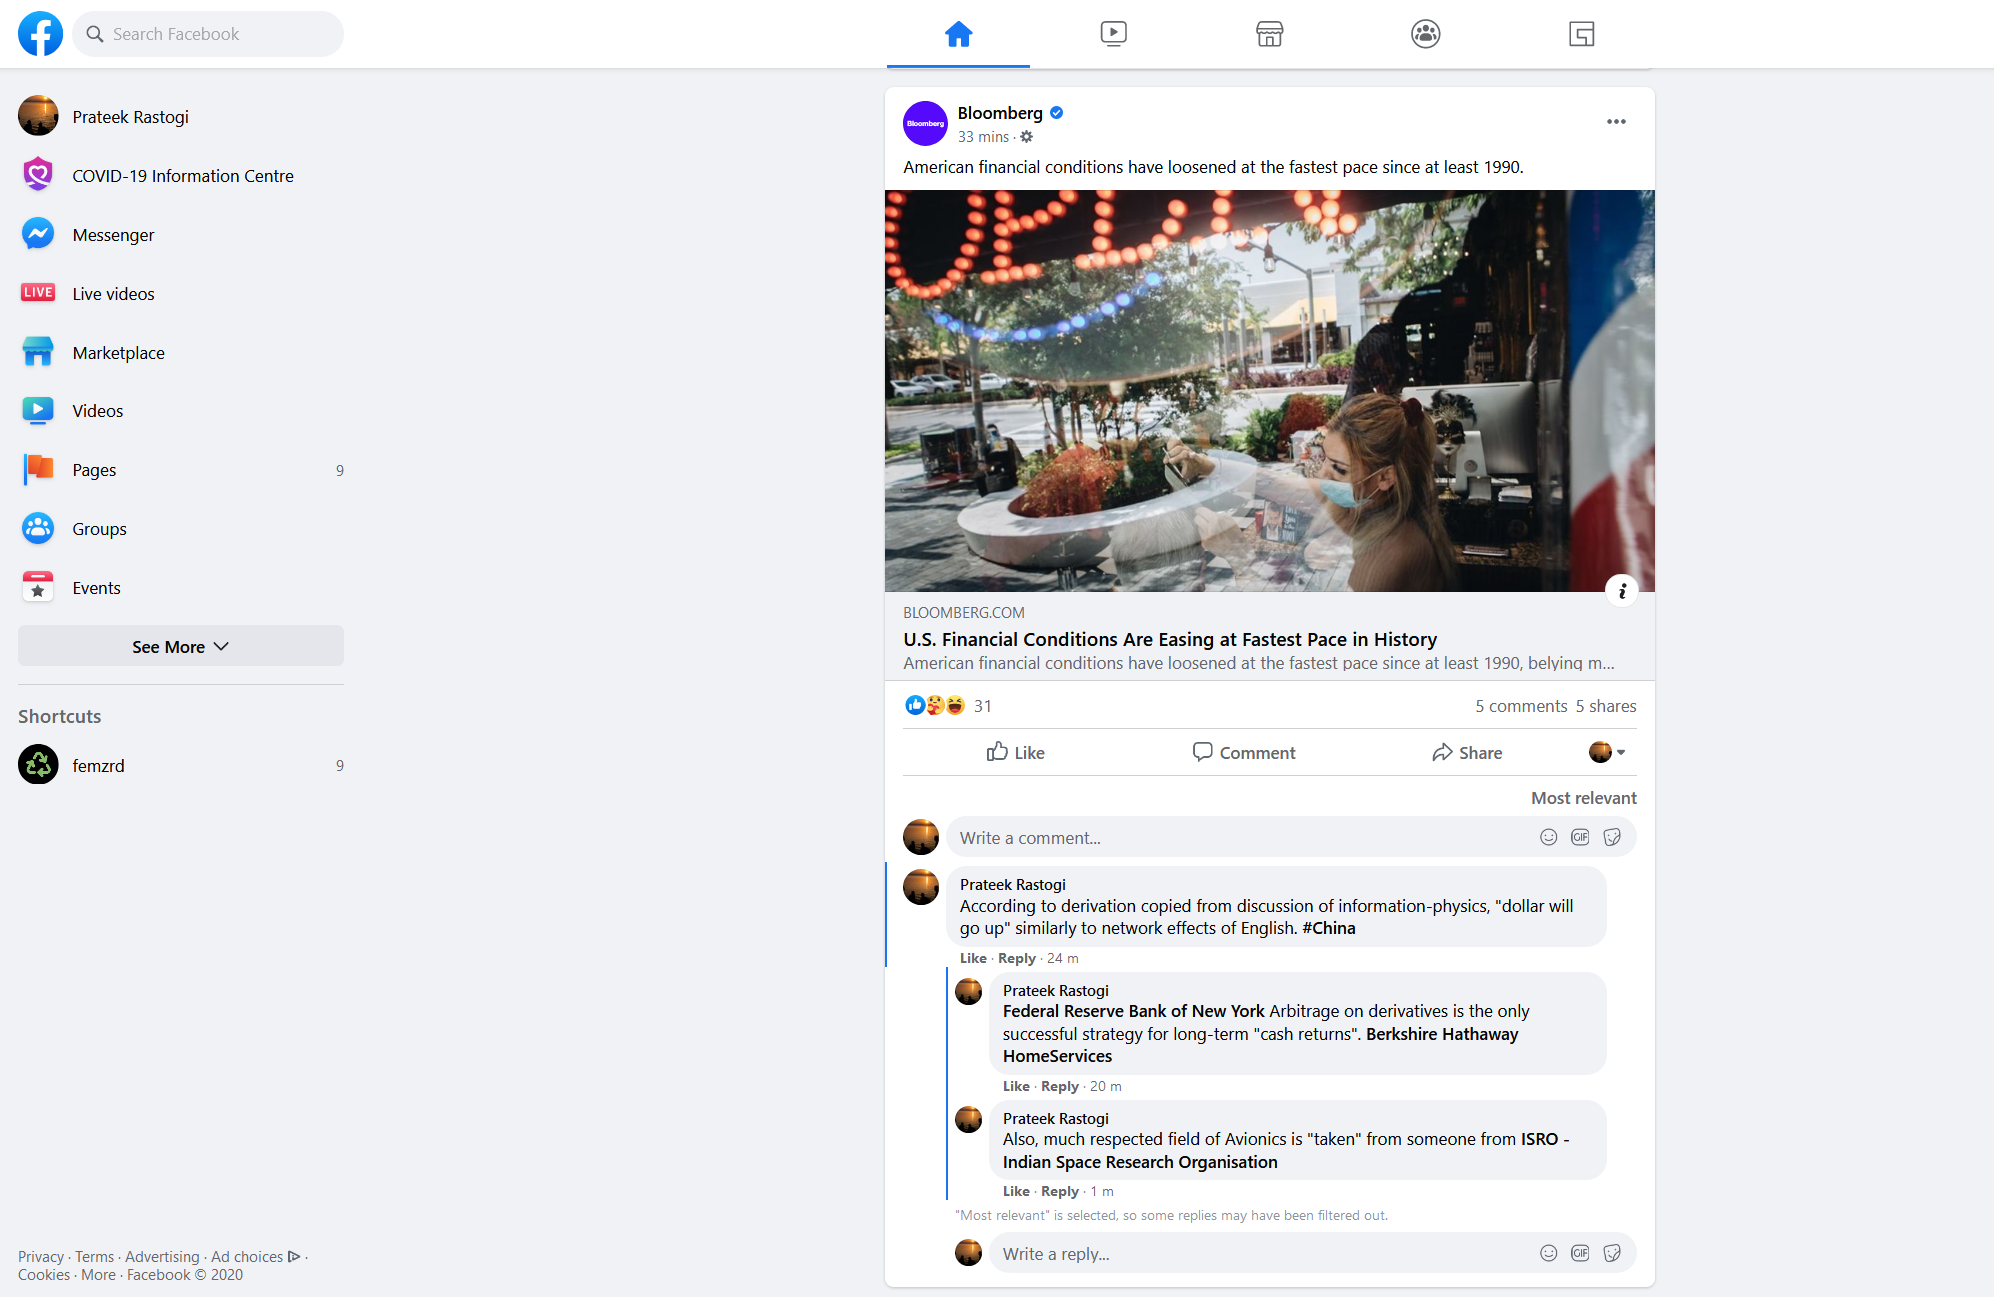 Search Facebook
Prateek Rastogi
COVID-19 Information Centre
Messenger
LIVE
Live videos
Marketplace
Videos
Pages 9
Groups
Events
See More
Shortcuts
femzrd 9
Privacy · Terms · Advertising · Ad choices ·
Cookies · More · Facebook © 2020
Bloomberg
Bloomberg
33 mins ·
American financial conditions have loosened at the fastest pace since at least 1990.
OPEN
BLOOMBERG.COM
U.S. Financial Conditions Are Easing at Fastest Pace in History
American financial conditions have loosened at the fastest pace since at least 1990, belying m...
31
5 comments 5 shares
Like Comment Share
Most relevant
Write a comment...
GIF
Prateek Rastogi
According to derivation copied from discussion of information-physics, "dollar will
go up" similarly to network effects of English. #China
Like · Reply · 24 m
Prateek Rastogi
Federal Reserve Bank of New York Arbitrage on derivatives is the only
successful strategy for long-term "cash returns". Berkshire Hathaway
HomeServices
Like · Reply · 20 m
Prateek Rastogi
Also, much respected field of Avionics is "taken" from someone from ISRO -
Indian Space Research Organisation
Like · Reply · 1 m
"Most relevant" is selected, so some replies may have been filtered out.
Write a reply...
GIF